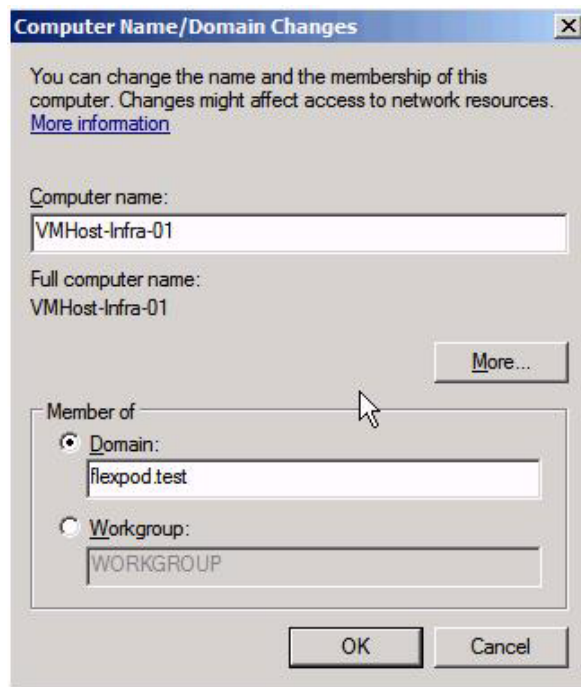 Computer Name/Domain Changes
You can change the name and the membership of this
computer. Changes might affect access to network resources.
More information
Computer name:
VMHost-Infra-01
Full computer name:
VMHost-Infra-01
More...
Member of
Domain:
flexpod.test
Workgroup:
WORKGROUP
OK
Cancel